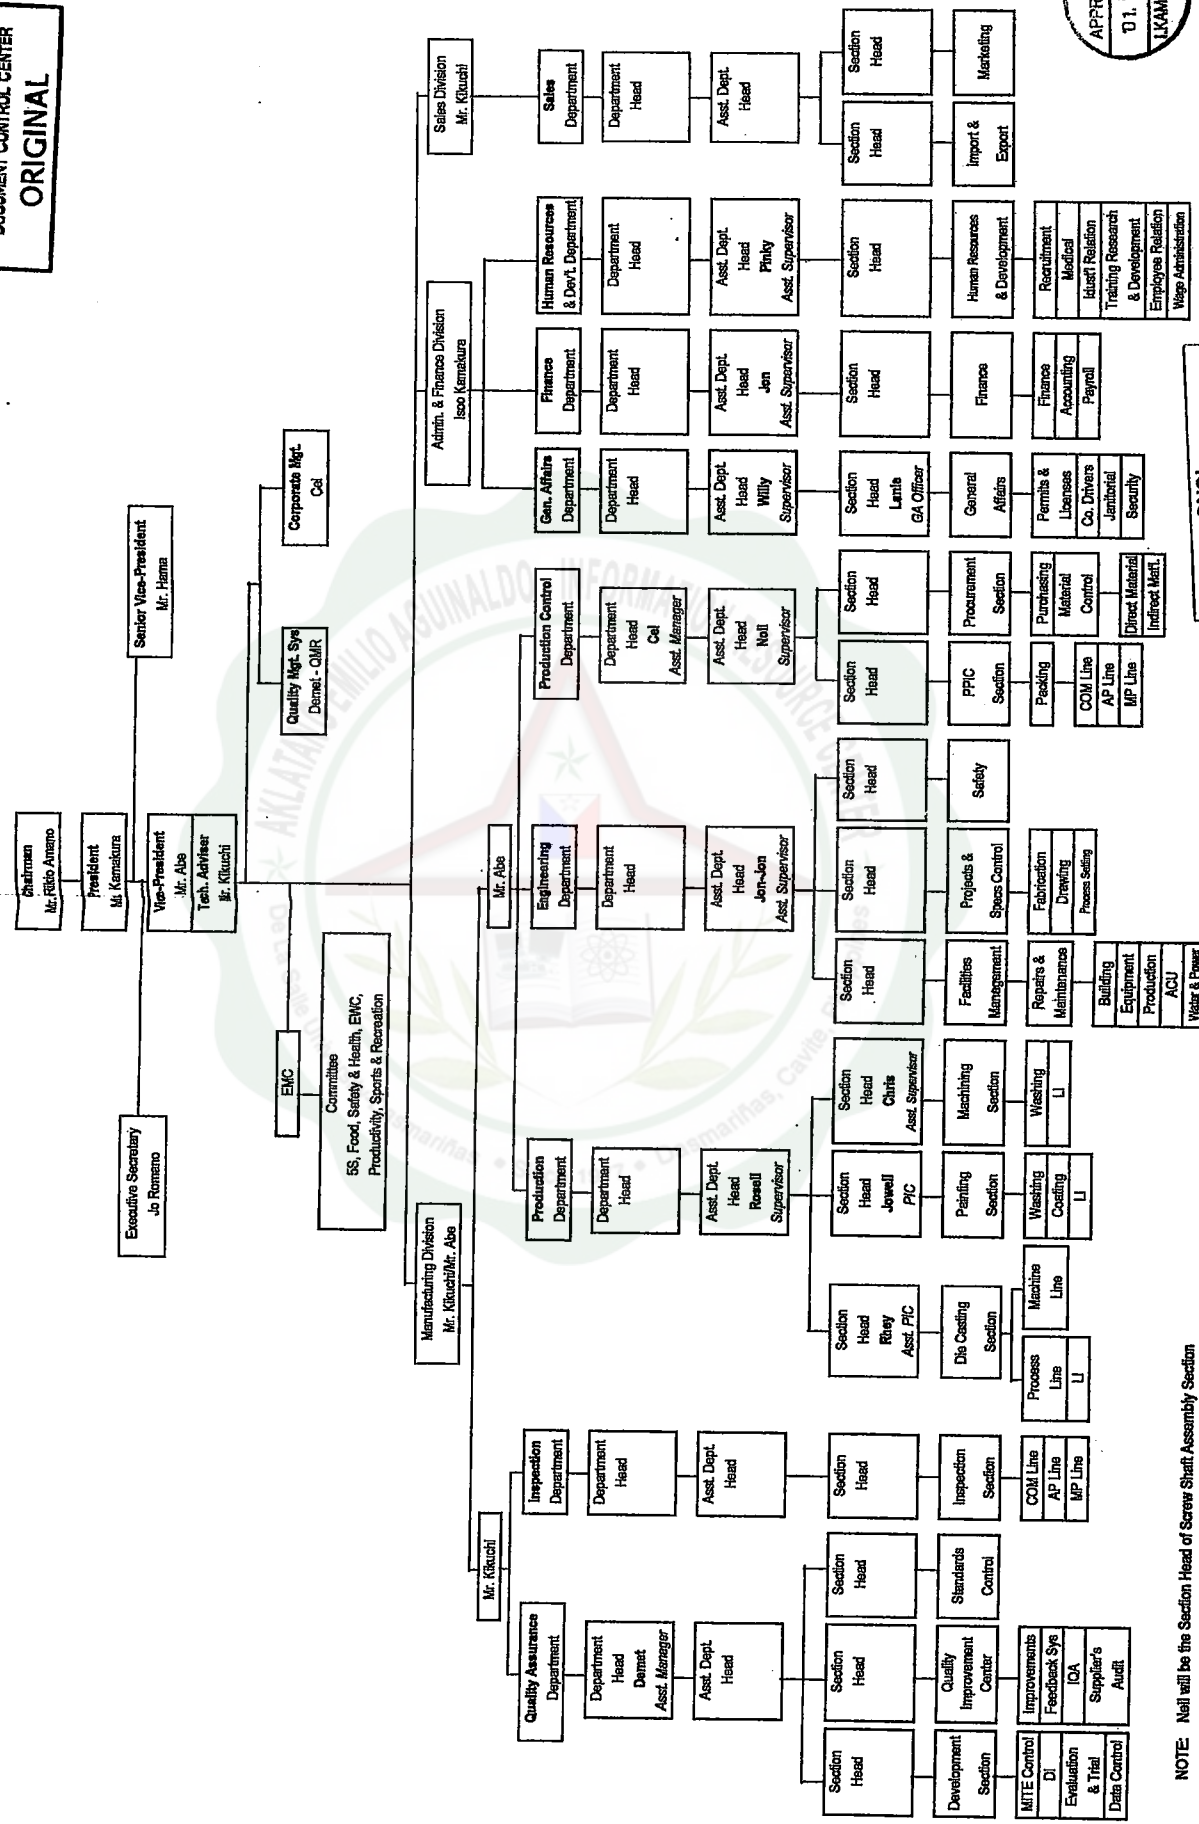 DOCUMENT CONTROL CENTER
ORIGINAL
Chairman
Mr. Rikio Amano
President
Mr. Kamakura
Senior Vice-President
Mr. Hama
Executive Secretary
Jo Romano
Vice-President
Mr. Abe
Tech. Adviser
Mr. Kikuchi
Quality Mgt. Sys
Demet - QMR
Corporate Mgt.
Cel
EMC
Committee
5S, Food, Safety & Health, EWC,
Productivity, Sports & Recreation
Manufacturing Division
Mr. Kikuchi/Mr. Abe
Admin. & Finance Division
Isoo Kamakura
Sales Division
Mr. Kikuchi
Mr. Kikuchi
Mr. Abe
Quality Assurance
Department
Department
Head
Demet
Asst. Manager
Asst. Dept.
Head
Section
Head
Development
Section
MITE Control
DI
Evaluation
& Trial
Data Control
Section
Head
Quality
Improvement
Center
Improvements
Feedback Sys
IQA
Supplier's
Audit
Section
Head
Standards
Control
Inspection
Department
Department
Head
Asst. Dept.
Head
Section
Head
Inspection
Section
COM Line
AP Line
MP Line
Production
Department
Department
Head
Asst. Dept.
Head
Rosell
Supervisor
Section
Head
Rhey
Asst. PIC
Die Casting
Section
Process
Line
LI
Machine
Line
Section
Head
Jowell
PIC
Painting
Section
Washing
Coating
LI
Section
Head
Chris
Asst. Supervisor
Machining
Section
Washing
LI
Engineering
Department
Department
Head
Asst. Dept.
Head
Jon-Jon
Asst. Supervisor
Section
Head
Facilities
Management
Repairs &
Maintenance
Building
Equipment
Production
ACU
Water & Power
Section
Head
Projects &
Specs Control
Fabrication
Drawing
Process Setting
Section
Head
Safety
Production Control
Department
Department
Head
Cel
Asst. Manager
Asst. Dept.
Head
Noli
Supervisor
Section
Head
PPIC
Section
Packing
COM Line
AP Line
MP Line
Section
Head
Procurement
Section
Purchasing
Material
Control
Direct Material
Indirect Mat'l.
Gen. Affairs
Department
Department
Head
Asst. Dept.
Head
Willy
Supervisor
Section
Head
Lanie
GA Officer
General
Affairs
Permits &
Licenses
Co. Drivers
Janitorial
Security
Finance
Department
Department
Head
Asst. Dept.
Head
Jon
Asst. Supervisor
Section
Head
Finance
Finance
Accounting
Payroll
Human Resources
& Dev't. Department
Department
Head
Asst. Dept.
Head
Pinky
Asst. Supervisor
Section
Head
Human Resources
& Development
Recruitment
Medical
Idust'l Relation
Training Research
& Development
Employee Relation
Wage Administration
Sales
Department
Department
Head
Asst. Dept.
Head
Section
Head
Import &
Export
Section
Head
Marketing
NOTE: Neil will be the Section Head of Screw Shaft Assembly Section
APPR
'01.
I.KAM
AKLATANG EMILIO AGUINALDO INFORMATION RESOURCE CENTER